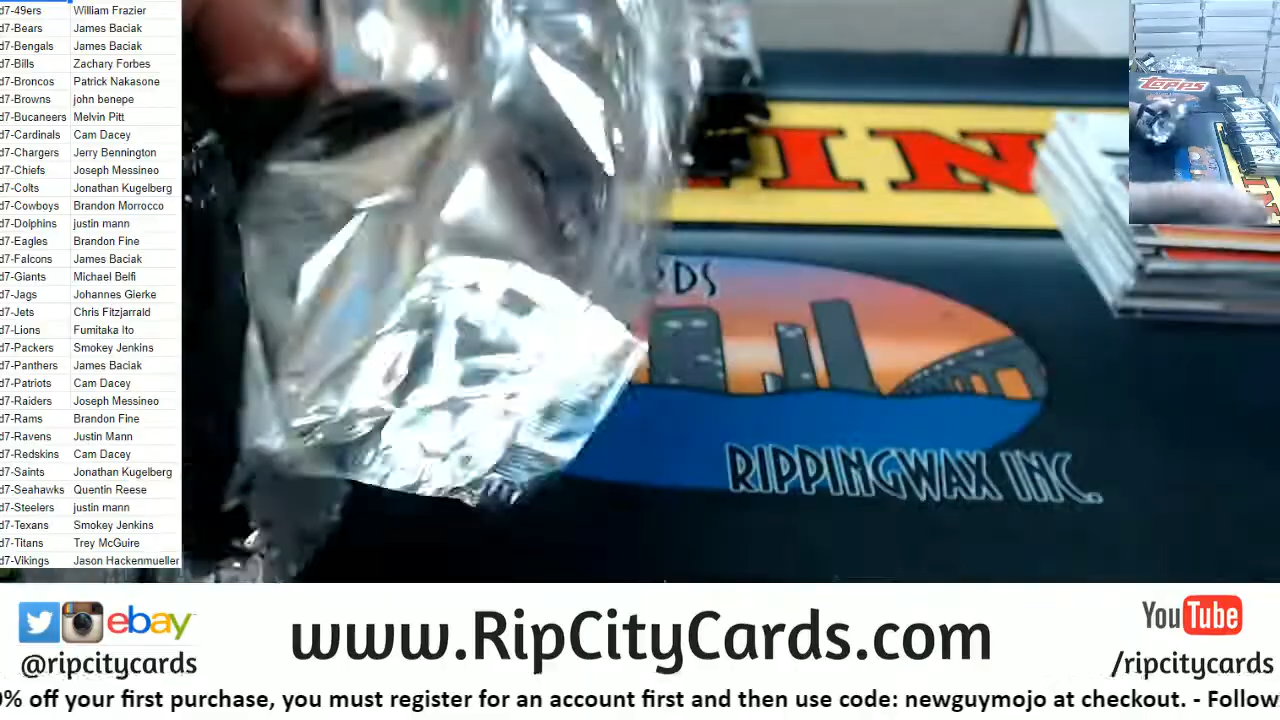 d7-49ers William Frazier
d7-Bears James Baciak
d7-Bengals James Baciak
d7-Bills Zachary Forbes
d7-Broncos Patrick Nakasone
d7-Browns john benepe
d7-Bucaneers Melvin Pitt
d7-Cardinals Cam Dacey
d7-Chargers Jerry Bennington
d7-Chiefs Joseph Messineo
d7-Colts Jonathan Kugelberg
d7-Cowboys Brandon Morrocco
d7-Dolphins justin mann
d7-Eagles Brandon Fine
d7-Falcons James Baciak
d7-Giants Michael Belfi
d7-Jags Johannes Gierke
d7-Jets Chris Fitzjarrald
d7-Lions Fumitaka Ito
d7-Packers Smokey Jenkins
d7-Panthers James Baciak
d7-Patriots Cam Dacey
d7-Raiders Joseph Messineo
d7-Rams Brandon Fine
d7-Ravens Justin Mann
d7-Redskins Cam Dacey
d7-Saints Jonathan Kugelberg
d7-Seahawks Quentin Reese
d7-Steelers justin mann
d7-Texans Smokey Jenkins
d7-Titans Trey McGuire
d7-Vikings Jason Hackenmueller
TOPPS
IN
RDS
RIPPINGWAX INC.
ebay
@ripcitycards
www.RipCityCards.com
YouTube
/ripcitycards
0% off your first purchase, you must register for an account first and then use code: newguymojo at checkout. - Follow